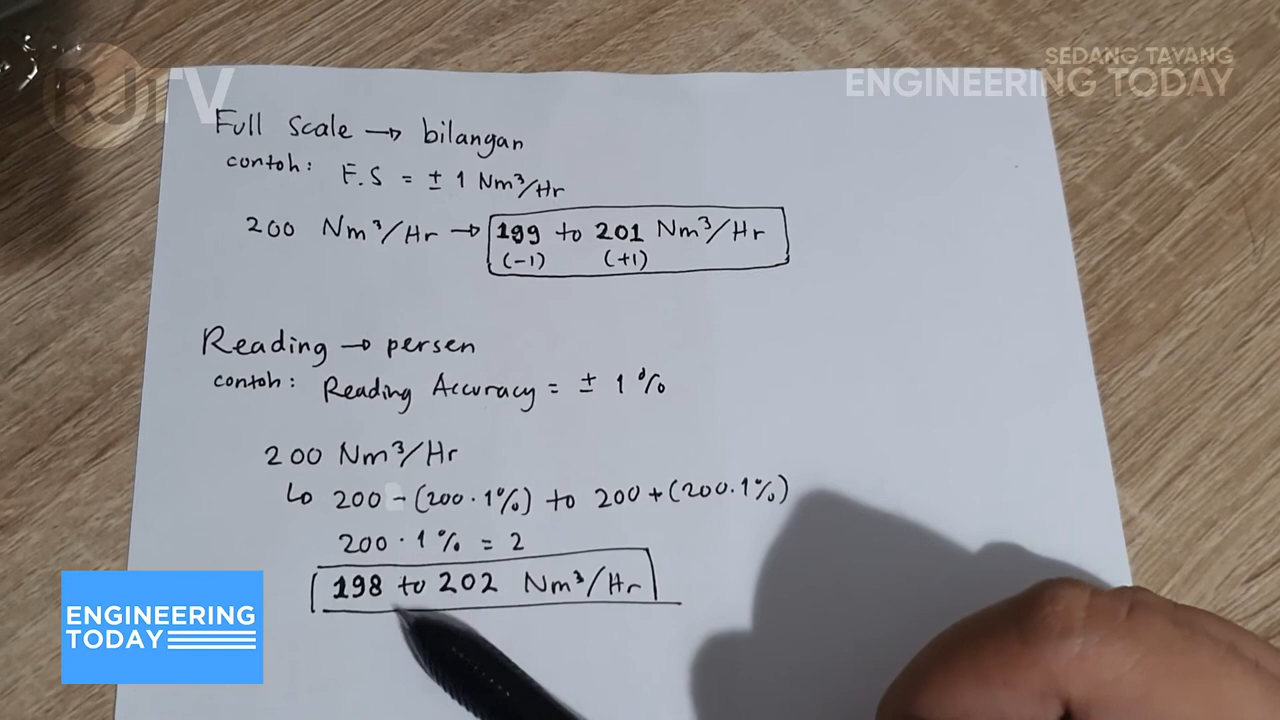 RJTV
SEDANG TAYANG
ENGINEERING TODAY
Full Scale → bilangan
contoh: F.S = ± 1 Nm³/Hr
200 Nm³/Hr → 199 to 201 Nm³/Hr
(-1) (+1)
Reading → persen
contoh: Reading Accuracy = ± 1%
200 Nm³/Hr
↳ 200 - (200 · 1%) to 200 + (200 . 1%)
200 · 1% = 2
198 to 202 Nm³/Hr
ENGINEERING
TODAY